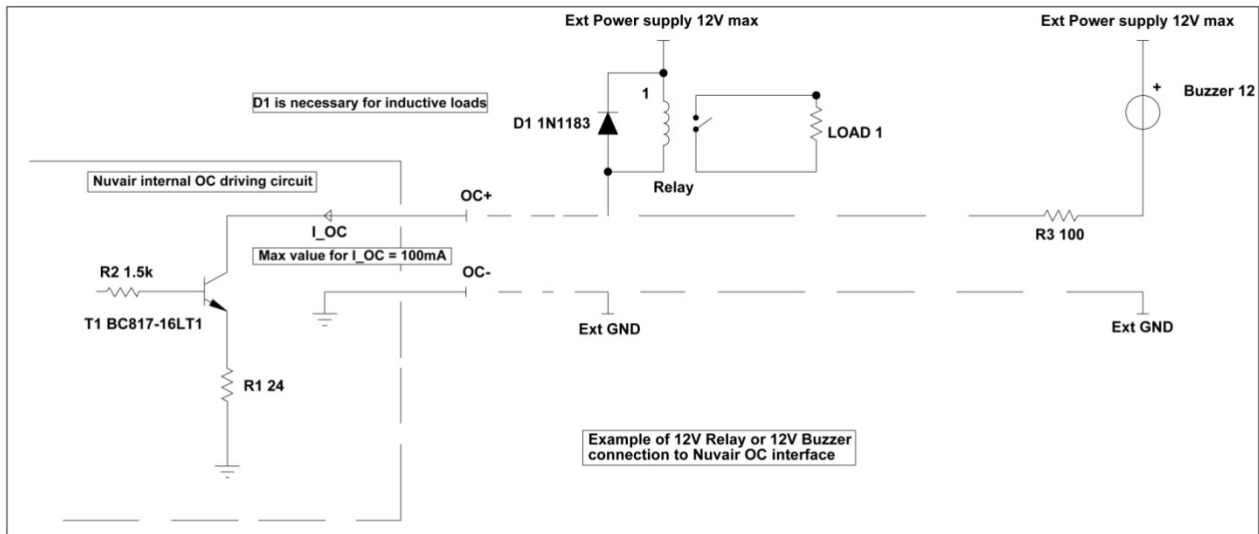 Ext Power supply 12V max
Ext Power supply 12V max
D1 is necessary for inductive loads
1
+
Buzzer 12
D1 1N1183
LOAD 1
Nuvair internal OC driving circuit
Relay
OC+
I_OC
R3 100
Max value for I_OC = 100mA
R2 1.5k
OC-
T1 BC817-16LT1
Ext GND
Ext GND
R1 24
Example of 12V Relay or 12V Buzzer
connection to Nuvair OC interface